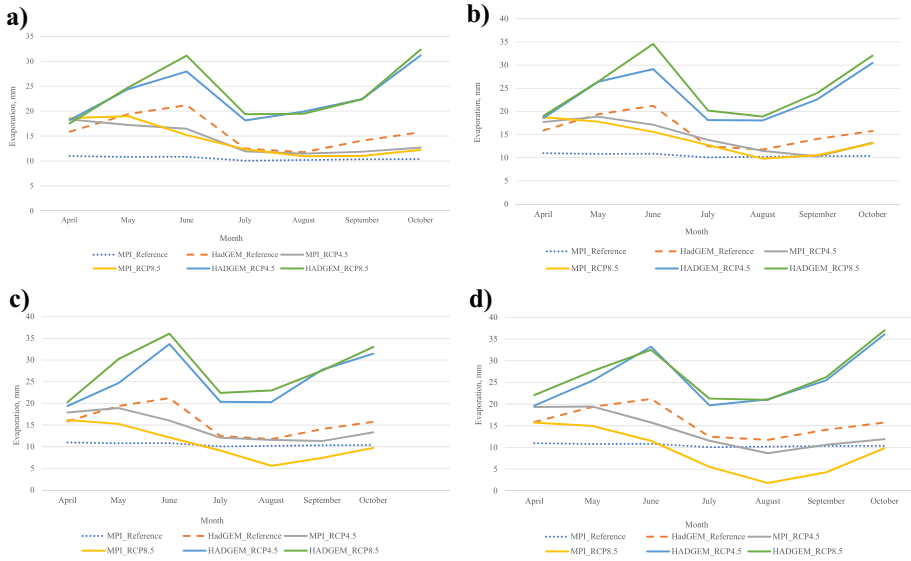 a)
35
30
25
20
15
10
5
0
Evaporation, mm
April May June July August September October
Month
MPI_Reference HadGEM_Reference MPI_RCP4.5
MPI_RCP8.5 HADGEM_RCP4.5 HADGEM_RCP8.5
b)
40
35
30
25
20
15
10
5
0
Evaporation, mm
April May June July August September October
Month
MPI_Reference HadGEM_Reference MPI_RCP4.5
MPI_RCP8.5 HADGEM_RCP4.5 HADGEM_RCP8.5
c)
40
35
30
25
20
15
10
5
0
Evaporation, mm
April May June July August September October
Month
MPI_Reference HadGEM_Reference MPI_RCP4.5
MPI_RCP8.5 HADGEM_RCP4.5 HADGEM_RCP8.5
d)
40
35
30
25
20
15
10
5
0
Evaporation, mm
April May June July August September October
Month
MPI_Reference HadGEM_Reference MPI_RCP4.5
MPI_RCP8.5 HADGEM_RCP4.5 HADGEM_RCP8.5